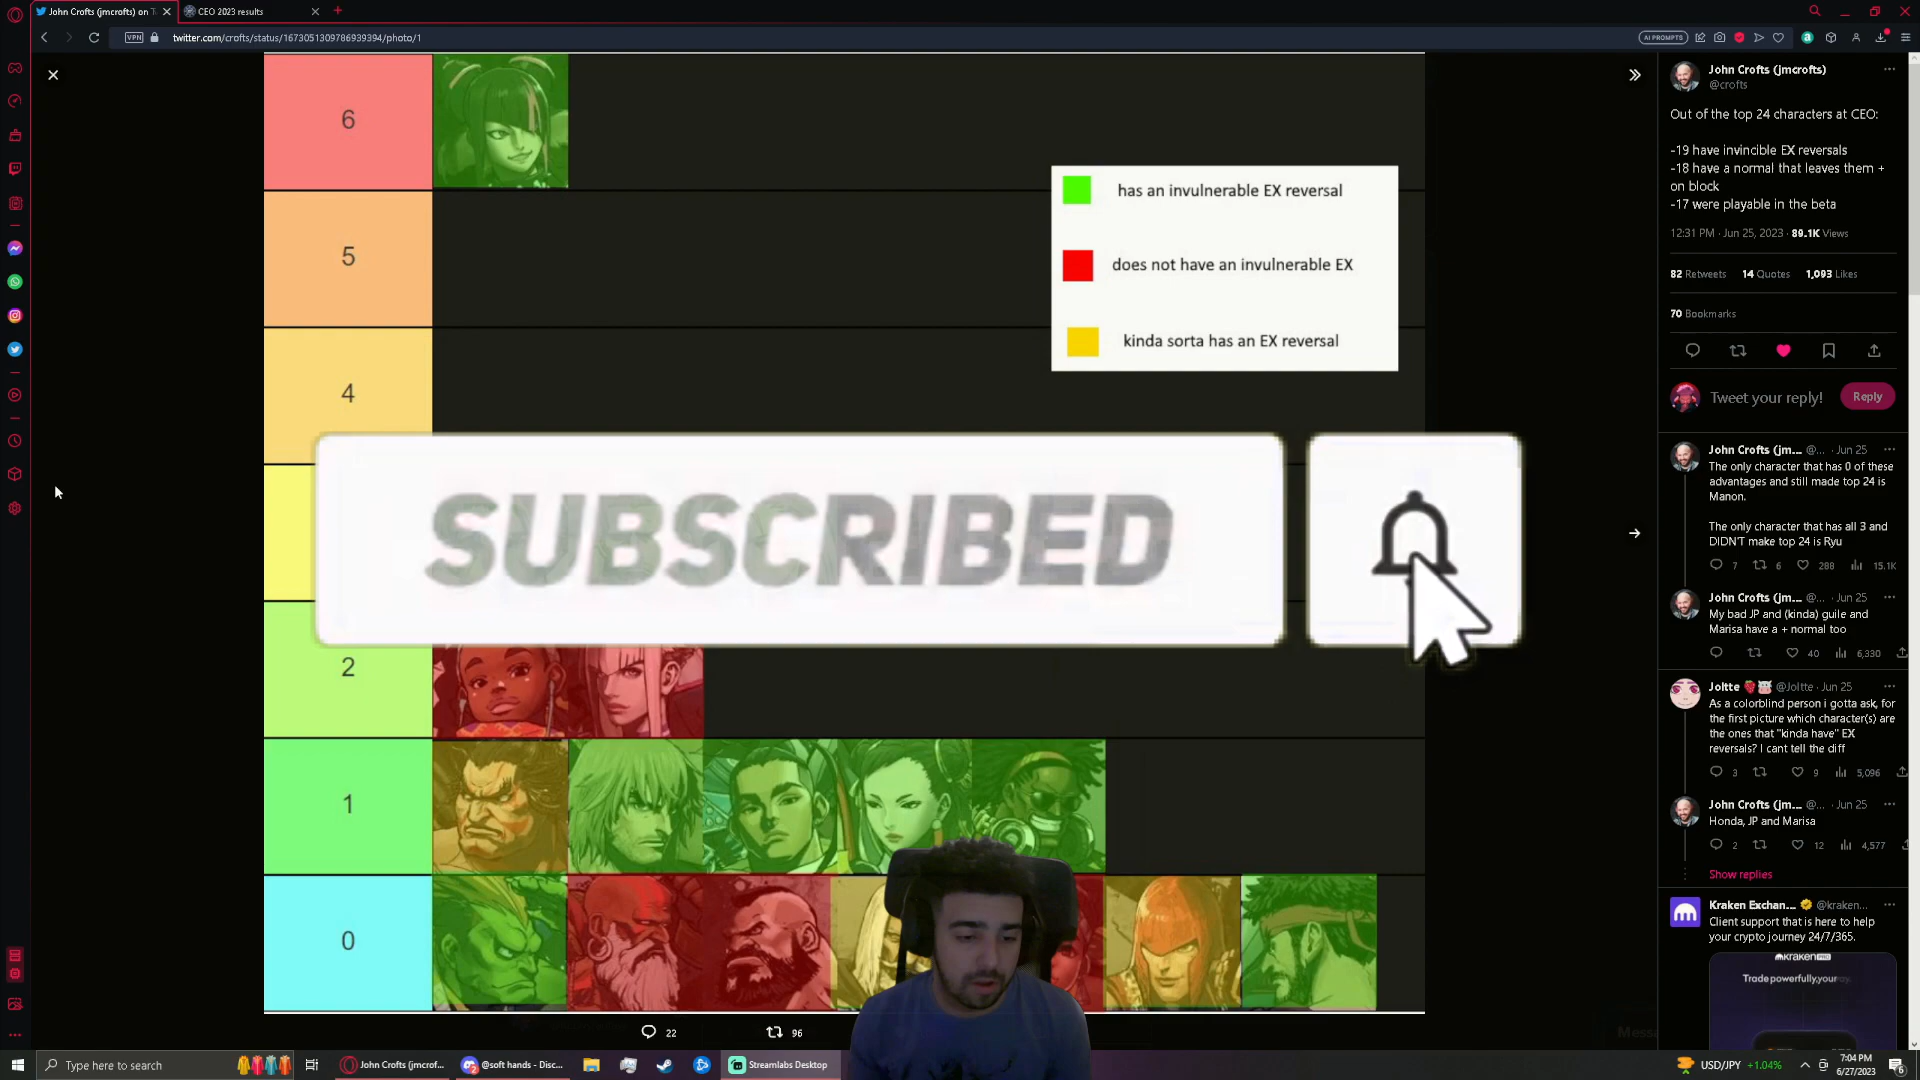 John Crofts (jmcrofts) on T
CEO 2023 results
VPN
twitter.com/crofts/status/1673051309786939394/photo/1
AI PROMPTS
6
5
4
2
1
0
has an invulnerable EX reversal
does not have an invulnerable EX
kinda sorta has an EX reversal
SUBSCRIBED
22
96
John Crofts (jmcrofts)
@crofts
Out of the top 24 characters at CEO:
-19 have invincible EX reversals
-18 have a normal that leaves them +
on block
-17 were playable in the beta
12:31 PM · Jun 25, 2023 · 89.1K Views
82 Retweets 14 Quotes 1,093 Likes
70 Bookmarks
Tweet your reply!
Reply
John Crofts (jm... @... · Jun 25
The only character that has 0 of these
advantages and still made top 24 is
Manon.
The only character that has all 3 and
DIDN'T make top 24 is Ryu
7 6 288 15.1K
John Crofts (jm... @... · Jun 25
My bad JP and (kinda) guile and
Marisa have a + normal too
40 6,330
Joltte @Joltte · Jun 25
As a colorblind person i gotta ask, for
the first picture which character(s) are
the ones that "kinda have" EX
reversals? I cant tell the diff
3 9 5,096
John Crofts (jm... @... · Jun 25
Honda, JP and Marisa
2 12 4,577
Show replies
Kraken Exchan... @kraken...
Client support that is here to help
your crypto journey 24/7/365.
mkraken PRO
Trade powerfully, your way.
Type here to search
John Crofts (jmcrof...
@soft hands - Disc...
Streamlabs Desktop
USD/JPY +1.04%
7:04 PM
6/27/2023
6